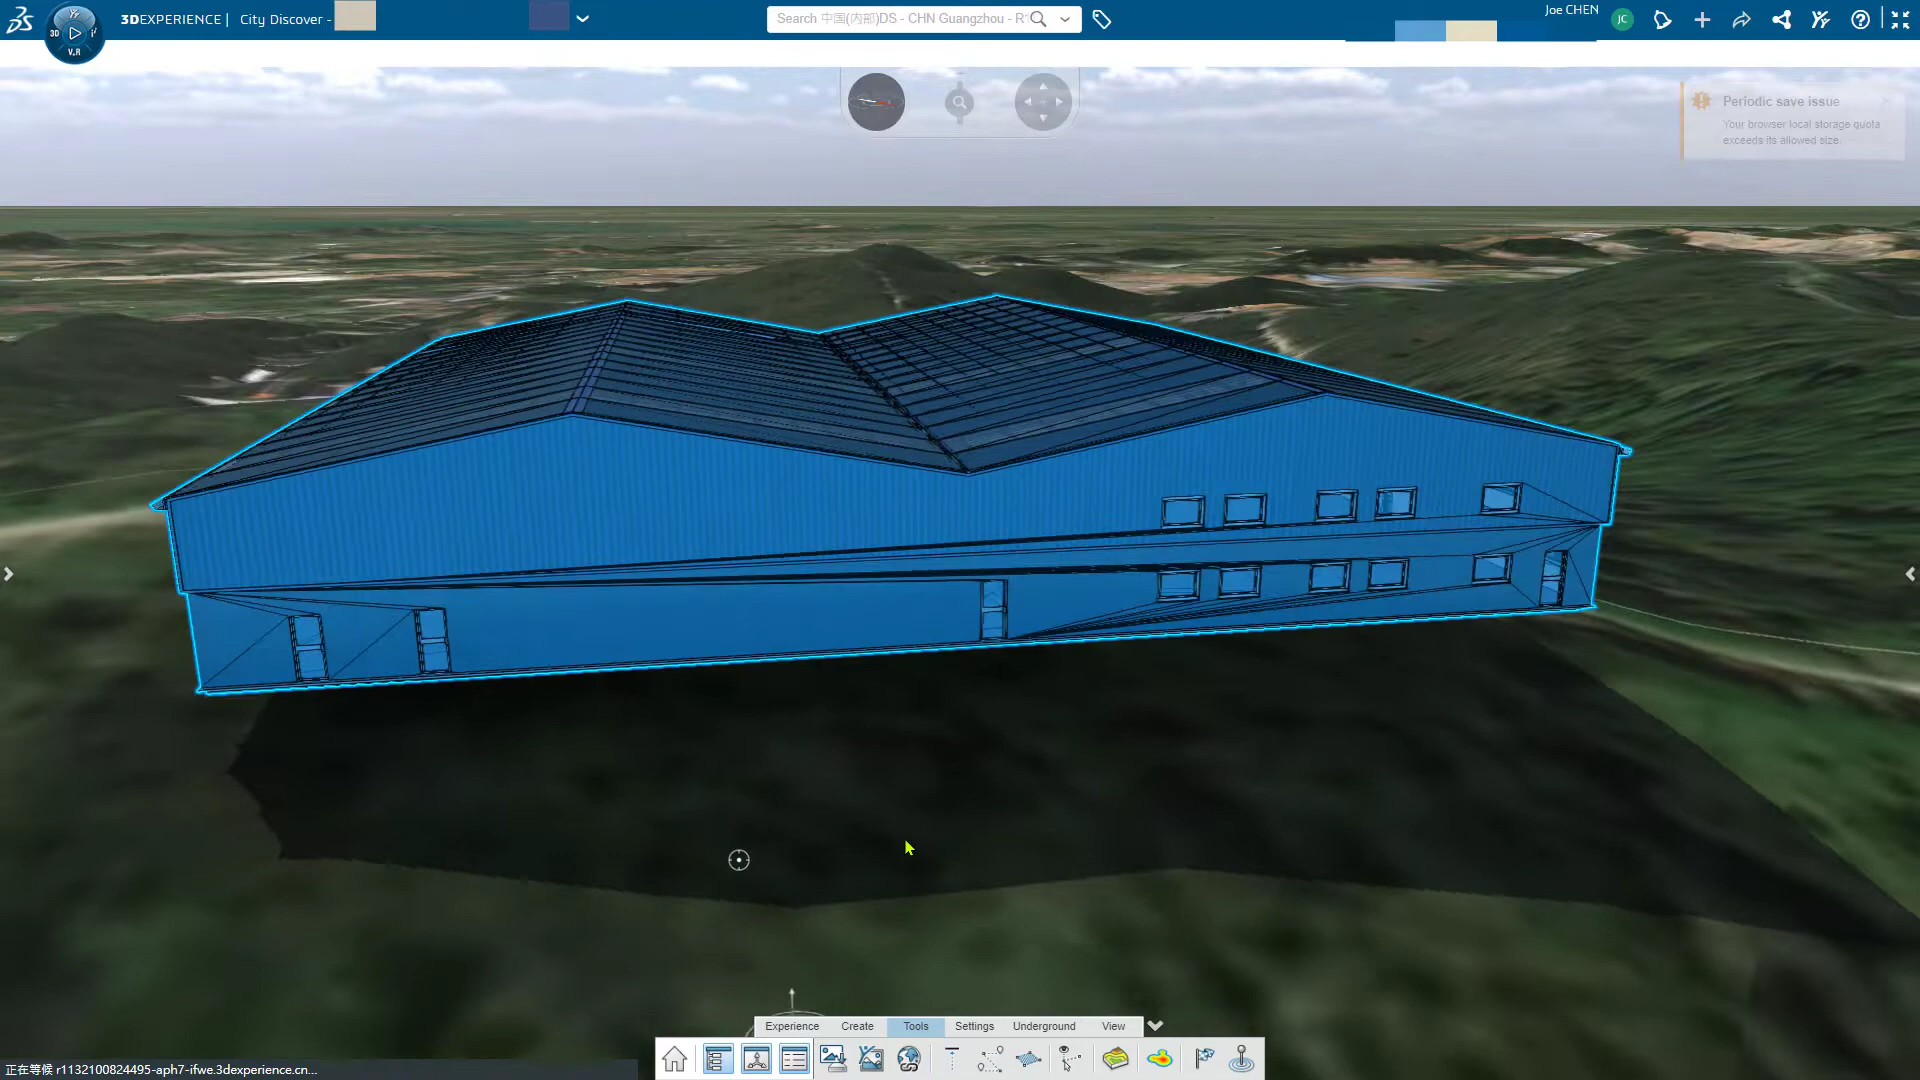 3DEXPERIENCE | City Discover -
Search 中国(内部)DS - CHN Guangzhou - R
Joe CHEN
JC
3D
V.R
Periodic save issue
Your browser local storage quota
exceeds its allowed size.
Experience Create Tools Settings Underground View
正在等候 r1132100824495-aph7-ifwe.3dexperience.cn...